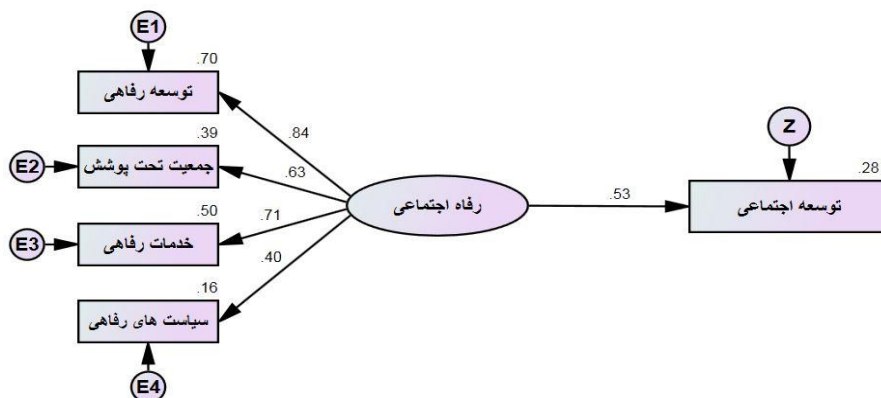 E1
.70
توسعه رفاهی
.84
.39
E2
جمعیت تحت پوشش
.63
.50
E3
خدمات رفاهی
.71
.16
سیاست های رفاهی
.40
E4
رفاه اجتماعی
.53
Z
.28
توسعه اجتماعی